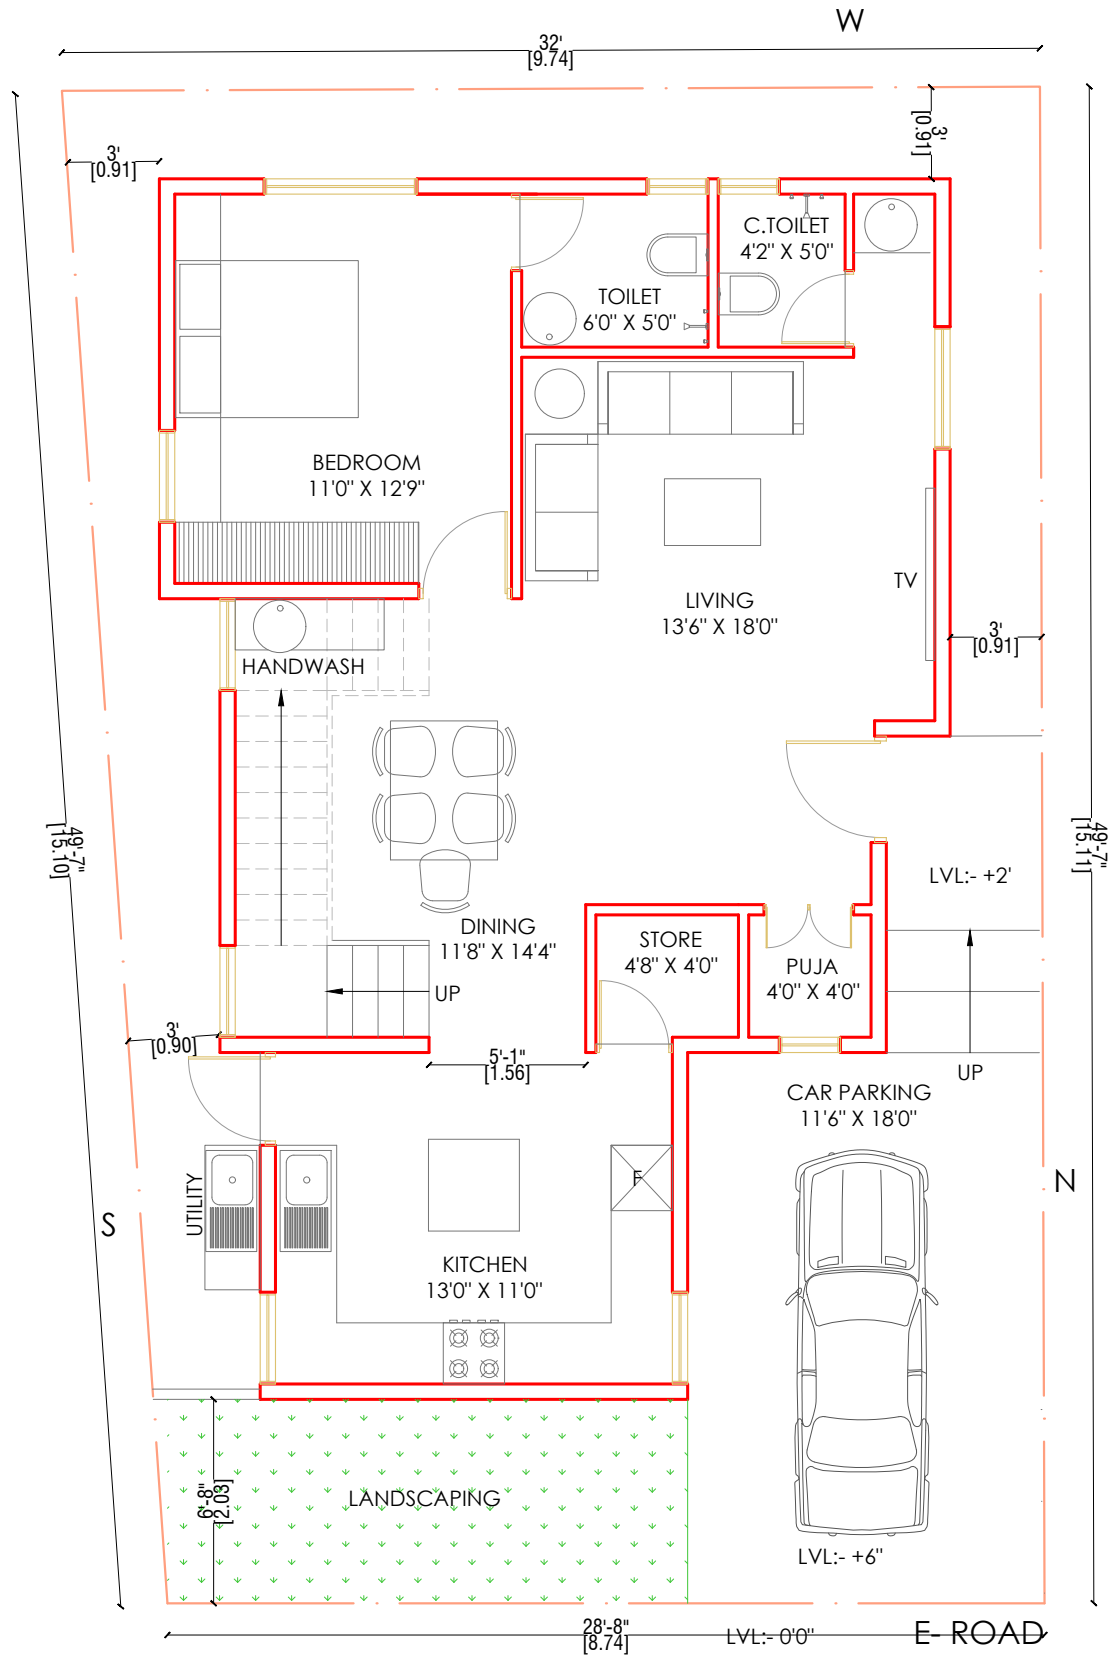 W
32'
[9.74]
3'
[0.91]
3'
[0.91]
C.TOILET
4'2" X 5'0"
TOILET
6'0" X 5'0"
BEDROOM
11'0" X 12'9"
TV
LIVING
13'6" X 18'0"
3'
[0.91]
HANDWASH
49'-7"
[15.10]
49'-7"
[15.11]
LVL:- +2'
DINING
11'8" X 14'4"
STORE
4'8" X 4'0"
PUJA
4'0" X 4'0"
UP
3'
[0.90]
5'-1"
[1.56]
UP
CAR PARKING
11'6" X 18'0"
F
N
UTILITY
S
KITCHEN
13'0" X 11'0"
LANDSCAPING
6'-8"
[2.03]
LVL:- +6"
28'-8"
[8.74]
LVL:- 0'0"
E- ROAD